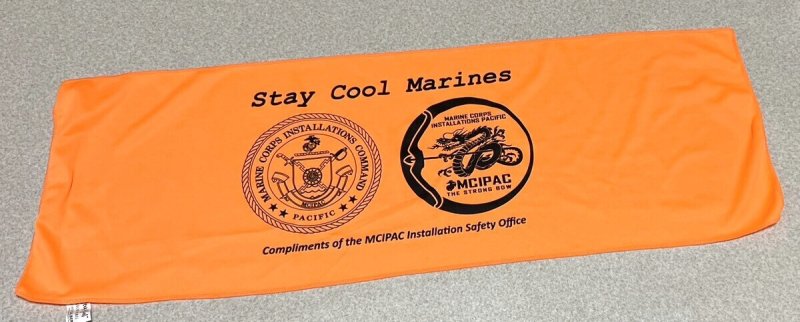 Stay Cool Marines
MARINE CORPS INSTALLATIONS COMMAND
MCIPAC
PACIFIC
MARINE CORPS
INSTALLATIONS PACIFIC
MCIPAC
THE STRONG BOW
Compliments of the MCIPAC Installation Safety Office